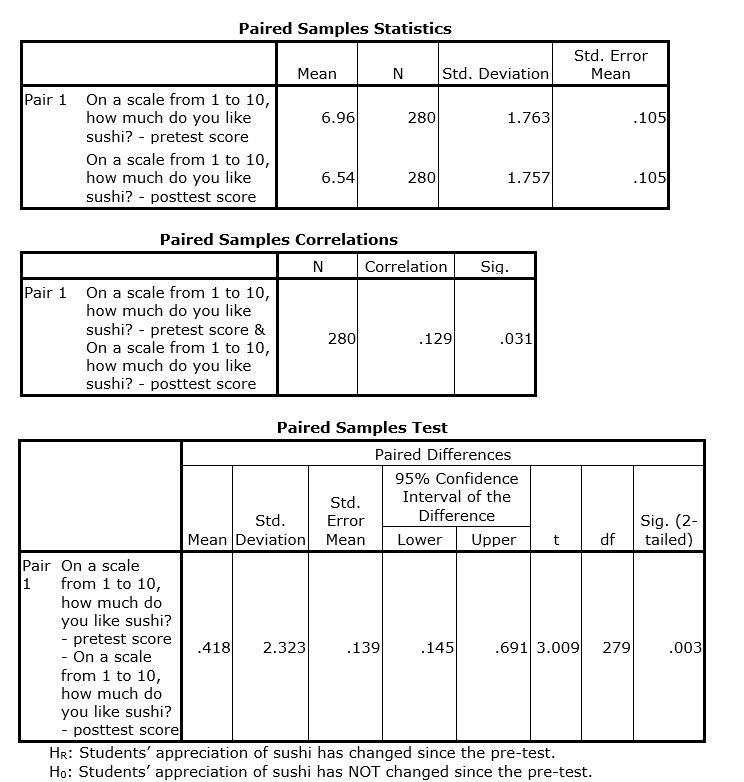 Paired Samples Statistics
Mean N Std. Deviation Std. Error Mean
Pair 1 On a scale from 1 to 10,
how much do you like 6.96 280 1.763 .105
sushi? - pretest score
On a scale from 1 to 10,
how much do you like 6.54 280 1.757 .105
sushi? - posttest score
Paired Samples Correlations
N Correlation Sig.
Pair 1 On a scale from 1 to 10,
how much do you like
sushi? - pretest score &
On a scale from 1 to 10, 280 .129 .031
how much do you like
sushi? - posttest score
Paired Samples Test
Paired Differences
95% Confidence
Interval of the
Difference
Mean Std. Deviation Std. Error Mean Lower Upper t df Sig. (2-tailed)
Pair On a scale
1 from 1 to 10,
how much do
you like sushi?
- pretest score .418 2.323 .139 .145 .691 3.009 279 .003
- On a scale
from 1 to 10,
how much do
you like sushi?
- posttest score
HR: Students’ appreciation of sushi has changed since the pre-test.
H0: Students’ appreciation of sushi has NOT changed since the pre-test.